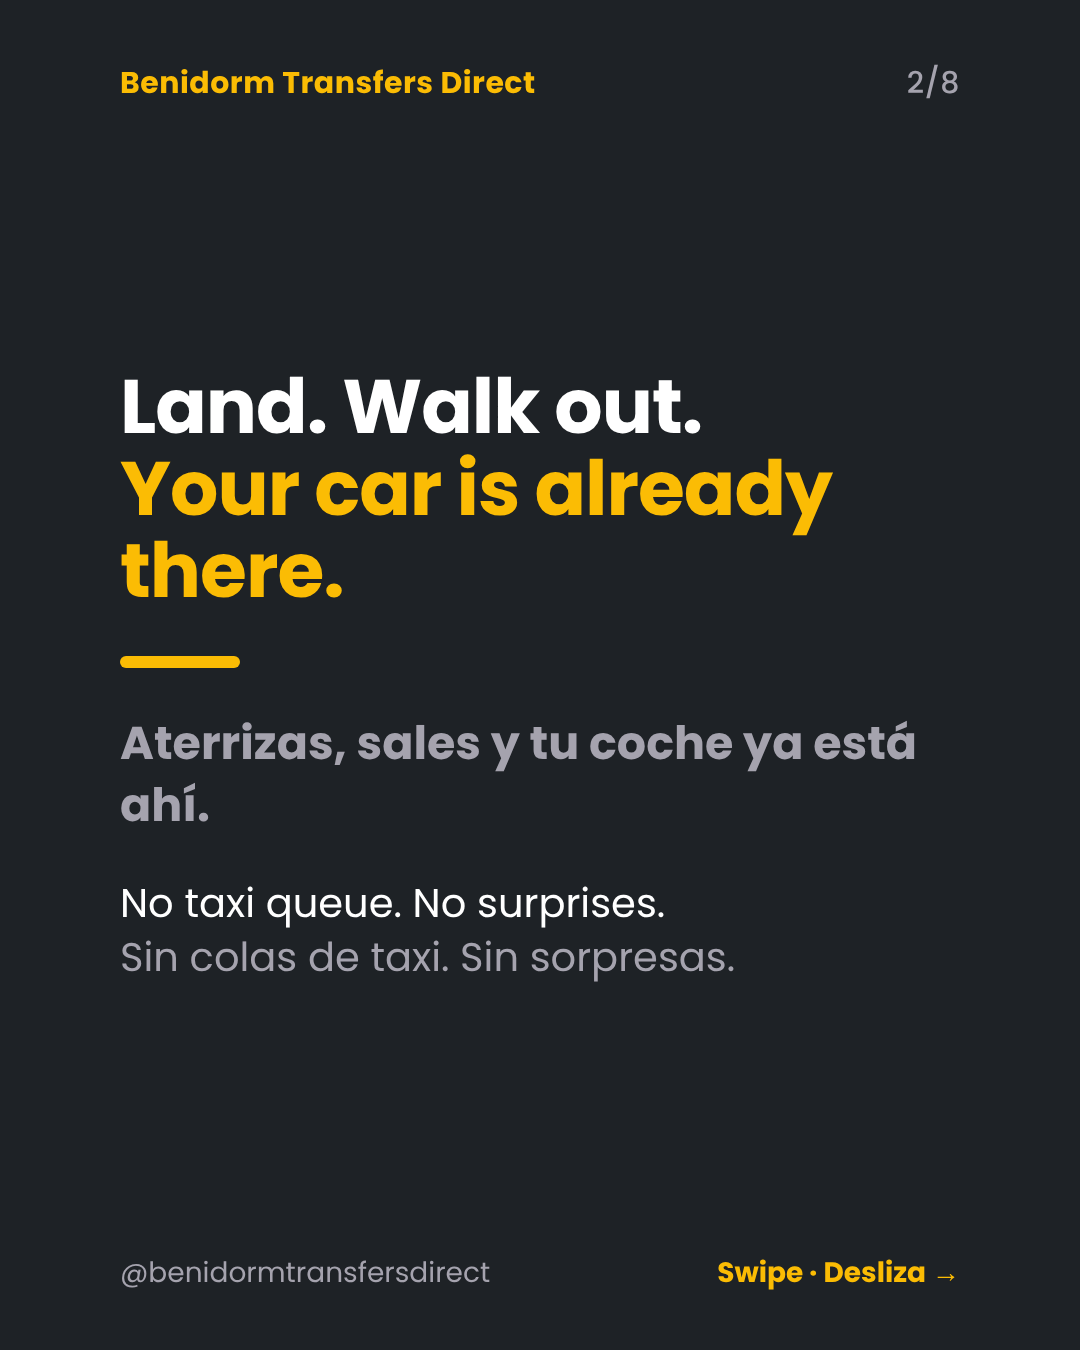 Benidorm Transfers Direct
2/8
Land. Walk out.
Your car is already
there.
Aterrizas, sales y tu coche ya está
ahí.
No taxi queue. No surprises.
Sin colas de taxi. Sin sorpresas.
@benidormtransfersdirect
Swipe · Desliza →